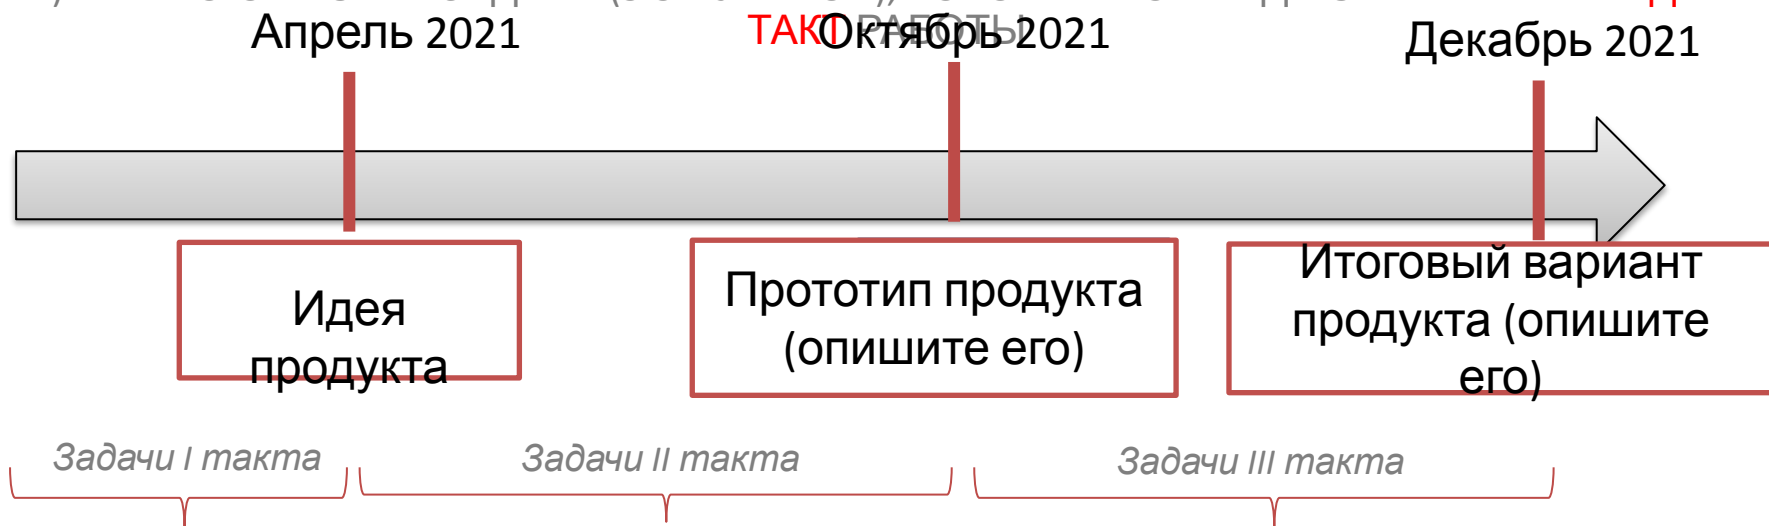 Апрель 2021
ТАКТ РАБОТЫ
Октябрь 2021
Декабрь 2021
Идея
продукта
Прототип продукта
(опишите его)
Итоговый вариант
продукта (опишите
его)
Задачи I такта
Задачи II такта
Задачи III такта